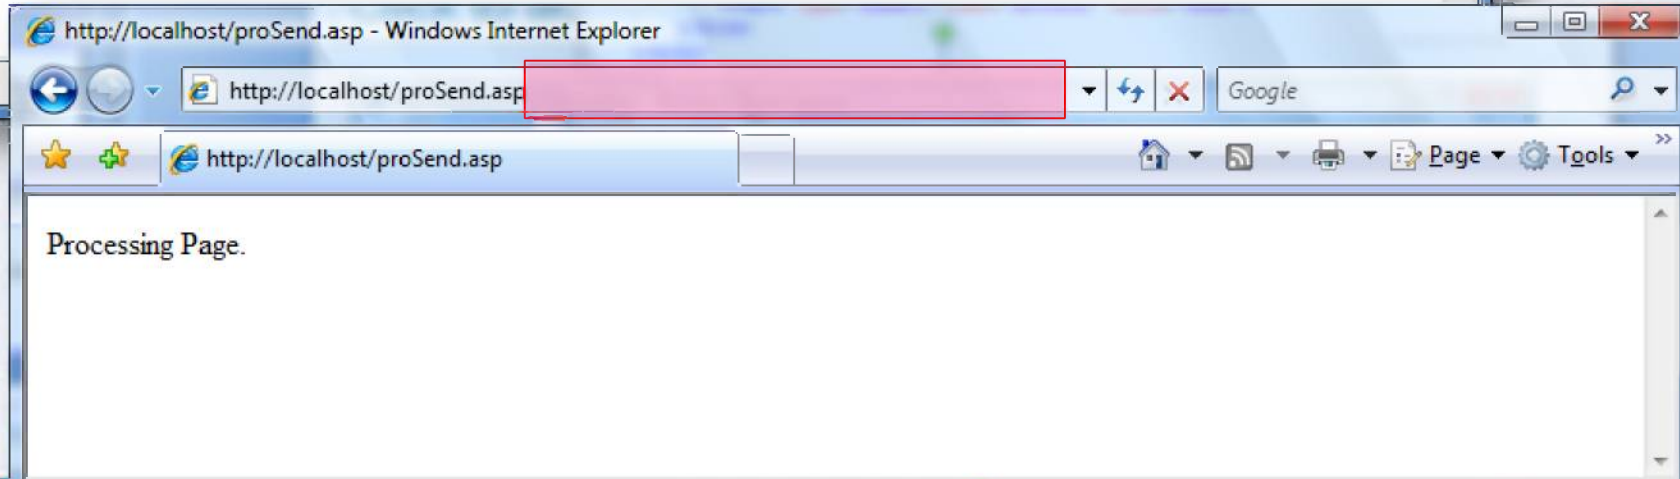 http://localhost/proSend.asp - Windows Internet Explorer
http://localhost/proSend.asp
Google
http://localhost/proSend.asp
Page
Tools
Processing Page.